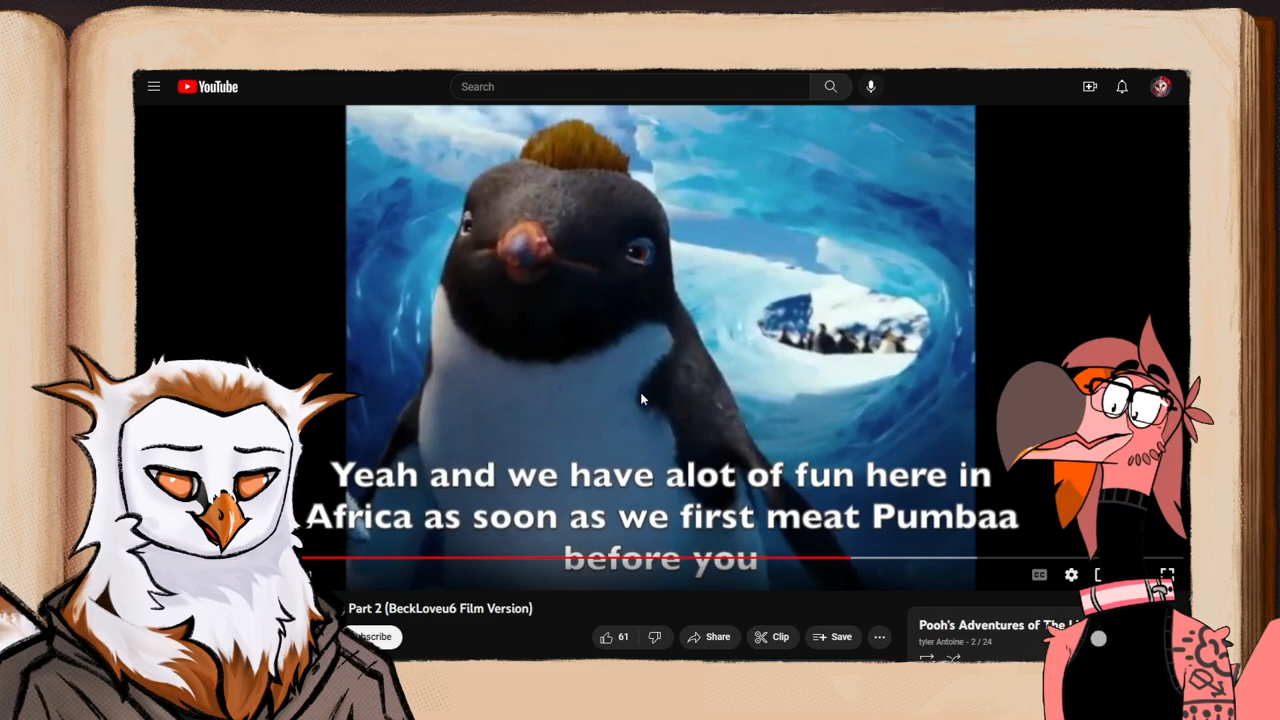 YouTube
Search
Yeah and we have alot of fun here in
Africa as soon as we first meat Pumbaa
before you
CC
Part 2 (BeckLoveu6 Film Version)
61
Share
Clip
Save
Pooh's Adventures of The
tyler Antoine - 2 / 24